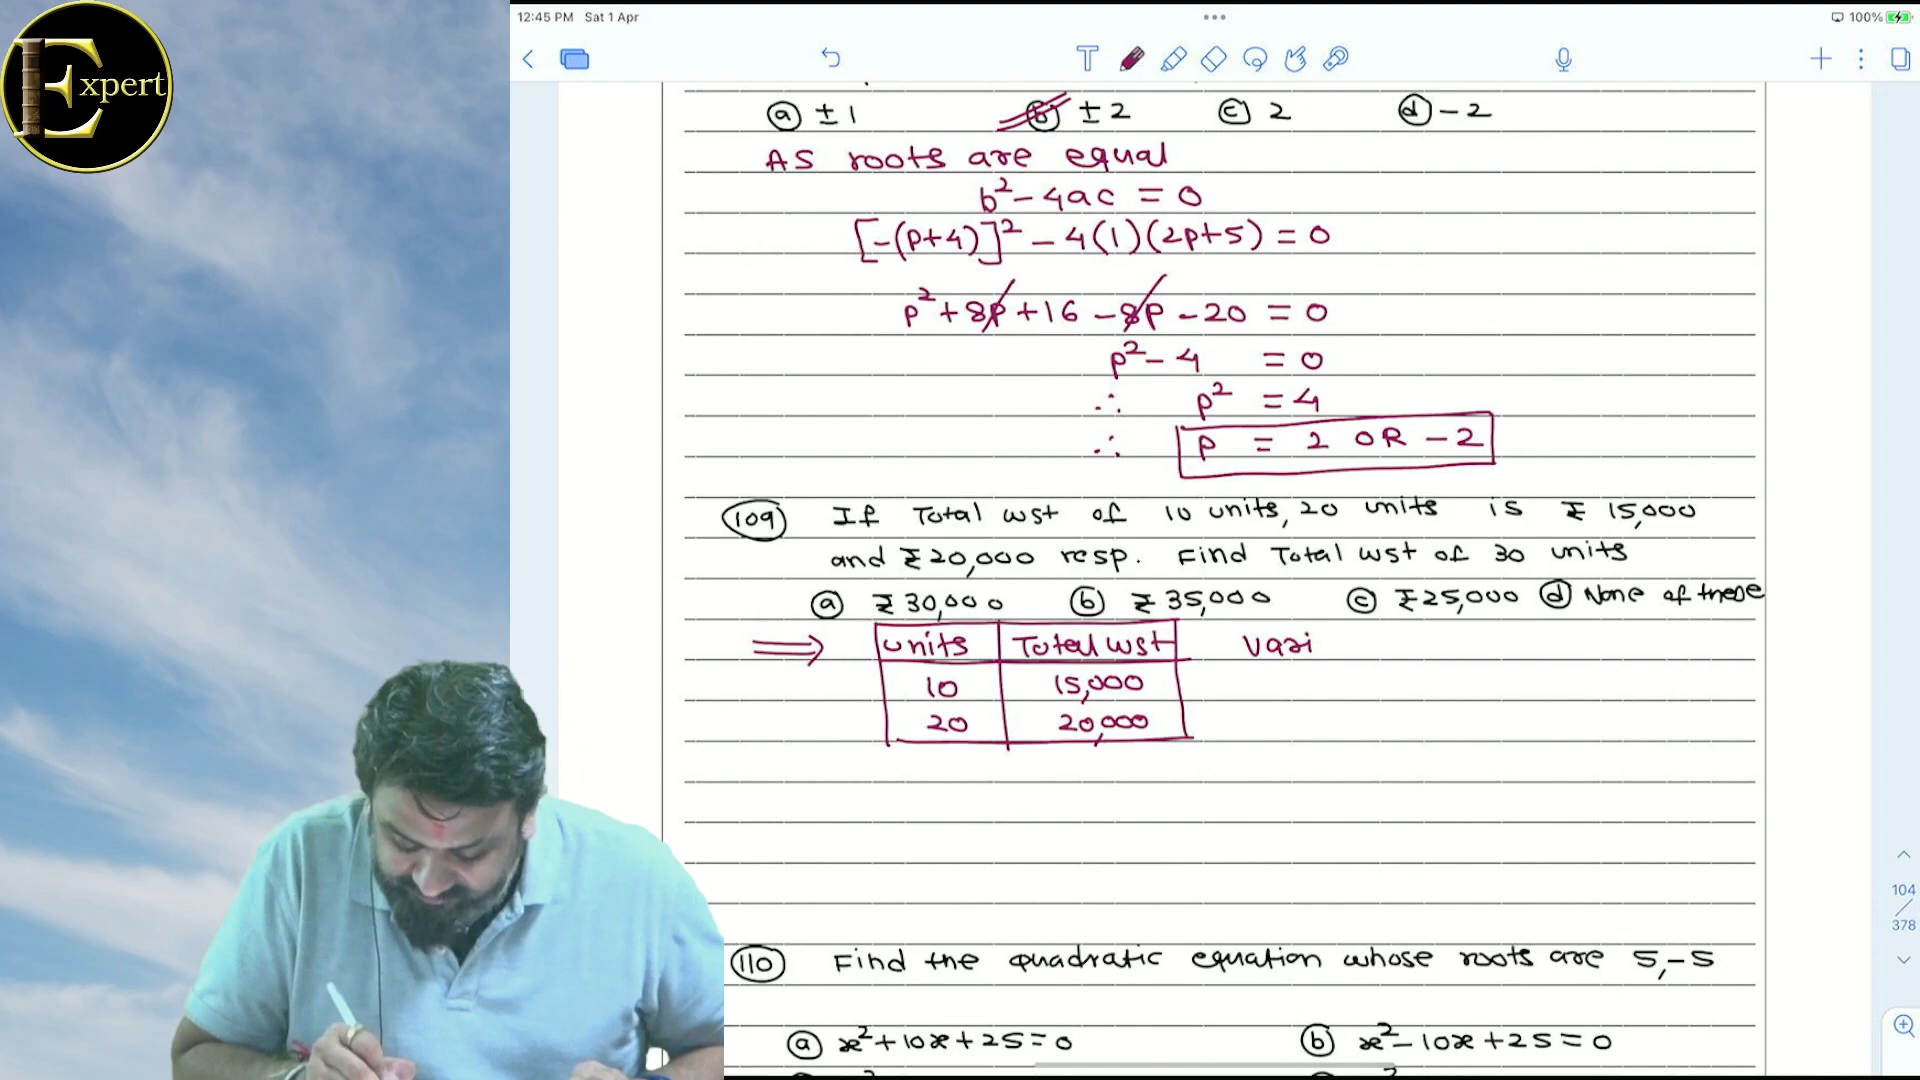 Expert
12:45 PM Sat 1 Apr
100%
(a) ± 1 (b) ± 2 (c) 2 (d) - 2
As roots are equal
b² - 4ac = 0
[-(p+4)]² - 4(1)(2p+5) = 0
p² + 8p + 16 - 8p - 20 = 0
p² - 4 = 0
∴ p² = 4
∴ p = 2 OR - 2
(109) If Total cost of 10 units, 20 units is ₹ 15,000
and ₹20,000 resp. Find Total cost of 30 units
(a) ₹ 30,000 (b) ₹ 35,000 (c) ₹25,000 (d) None of these
⇒ units Total cost Vari
10 15,000
20 20,000
(110) Find the quadratic equation whose roots are 5, -5
(a) x² + 10x + 25 = 0 (b) x² - 10x + 25 = 0
104
/
378